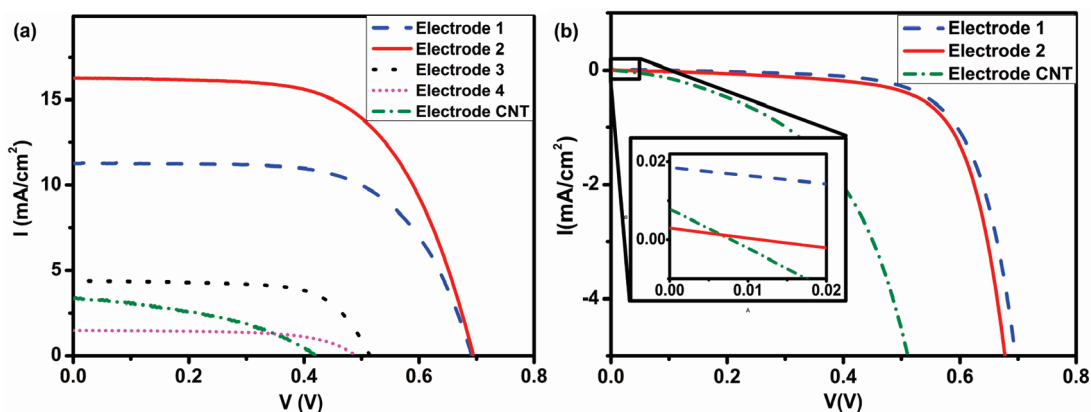 (a)
Electrode 1
Electrode 2
Electrode 3
Electrode 4
Electrode CNT
15
10
5
0
I (mA/cm²)
0.0 0.2 0.4 0.6 0.8
V (V)
(b)
Electrode 1
Electrode 2
Electrode CNT
0
-2
-4
I(mA/cm²)
0.02
0.00
0.00 0.01 0.02
A
0.0 0.2 0.4 0.6 0.8
V(V)